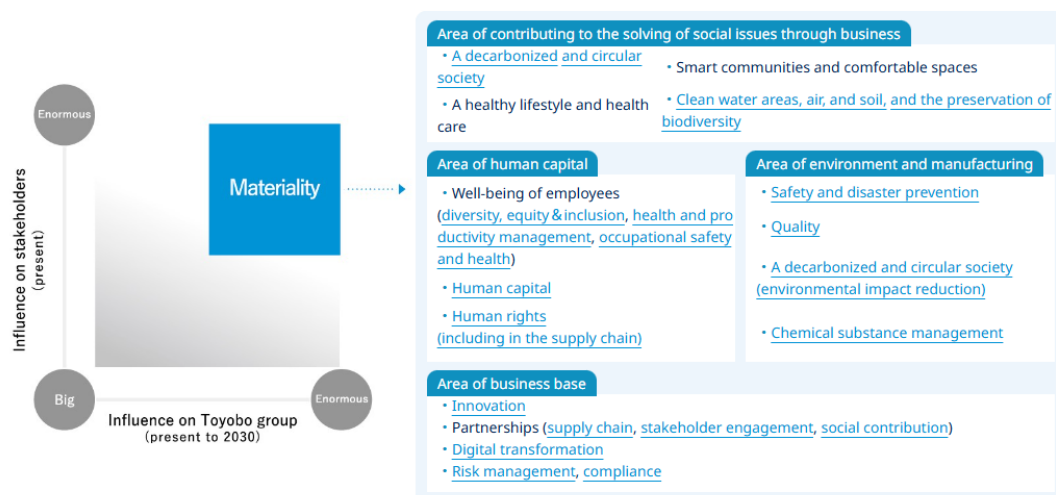 Influence on stakeholders
(present)
Enormous
Big
Enormous
Influence on Toyobo group
(present to 2030)
Materiality
Area of contributing to the solving of social issues through business
・A decarbonized and circular
society
・A healthy lifestyle and health
care
・Smart communities and comfortable spaces
・Clean water areas, air, and soil, and the preservation of
biodiversity
Area of human capital
・Well-being of employees
(diversity, equity & inclusion, health and pro
ductivity management, occupational safety
and health)
・Human capital
・Human rights
(including in the supply chain)
Area of environment and manufacturing
・Safety and disaster prevention
・Quality
・A decarbonized and circular society
(environmental impact reduction)
・Chemical substance management
Area of business base
・Innovation
・Partnerships (supply chain, stakeholder engagement, social contribution)
・Digital transformation
・Risk management, compliance